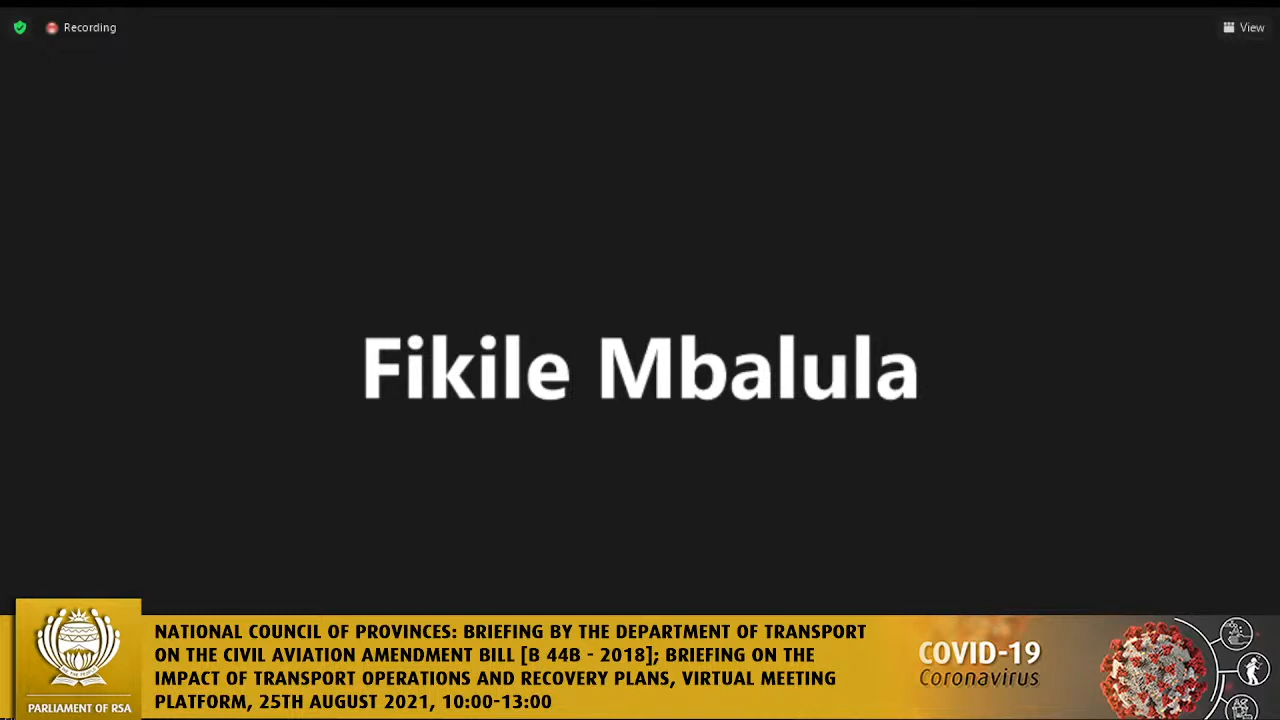 Recording
View
Fikile Mbalula
NATIONAL COUNCIL OF PROVINCES: BRIEFING BY THE DEPARTMENT OF TRANSPORT
ON THE CIVIL AVIATION AMENDMENT BILL [B 44B - 2018]; BRIEFING ON THE
IMPACT OF TRANSPORT OPERATIONS AND RECOVERY PLANS, VIRTUAL MEETING
PLATFORM, 25TH AUGUST 2021, 10:00-13:00
PARLIAMENT OF RSA
COVID-19
Coronavirus